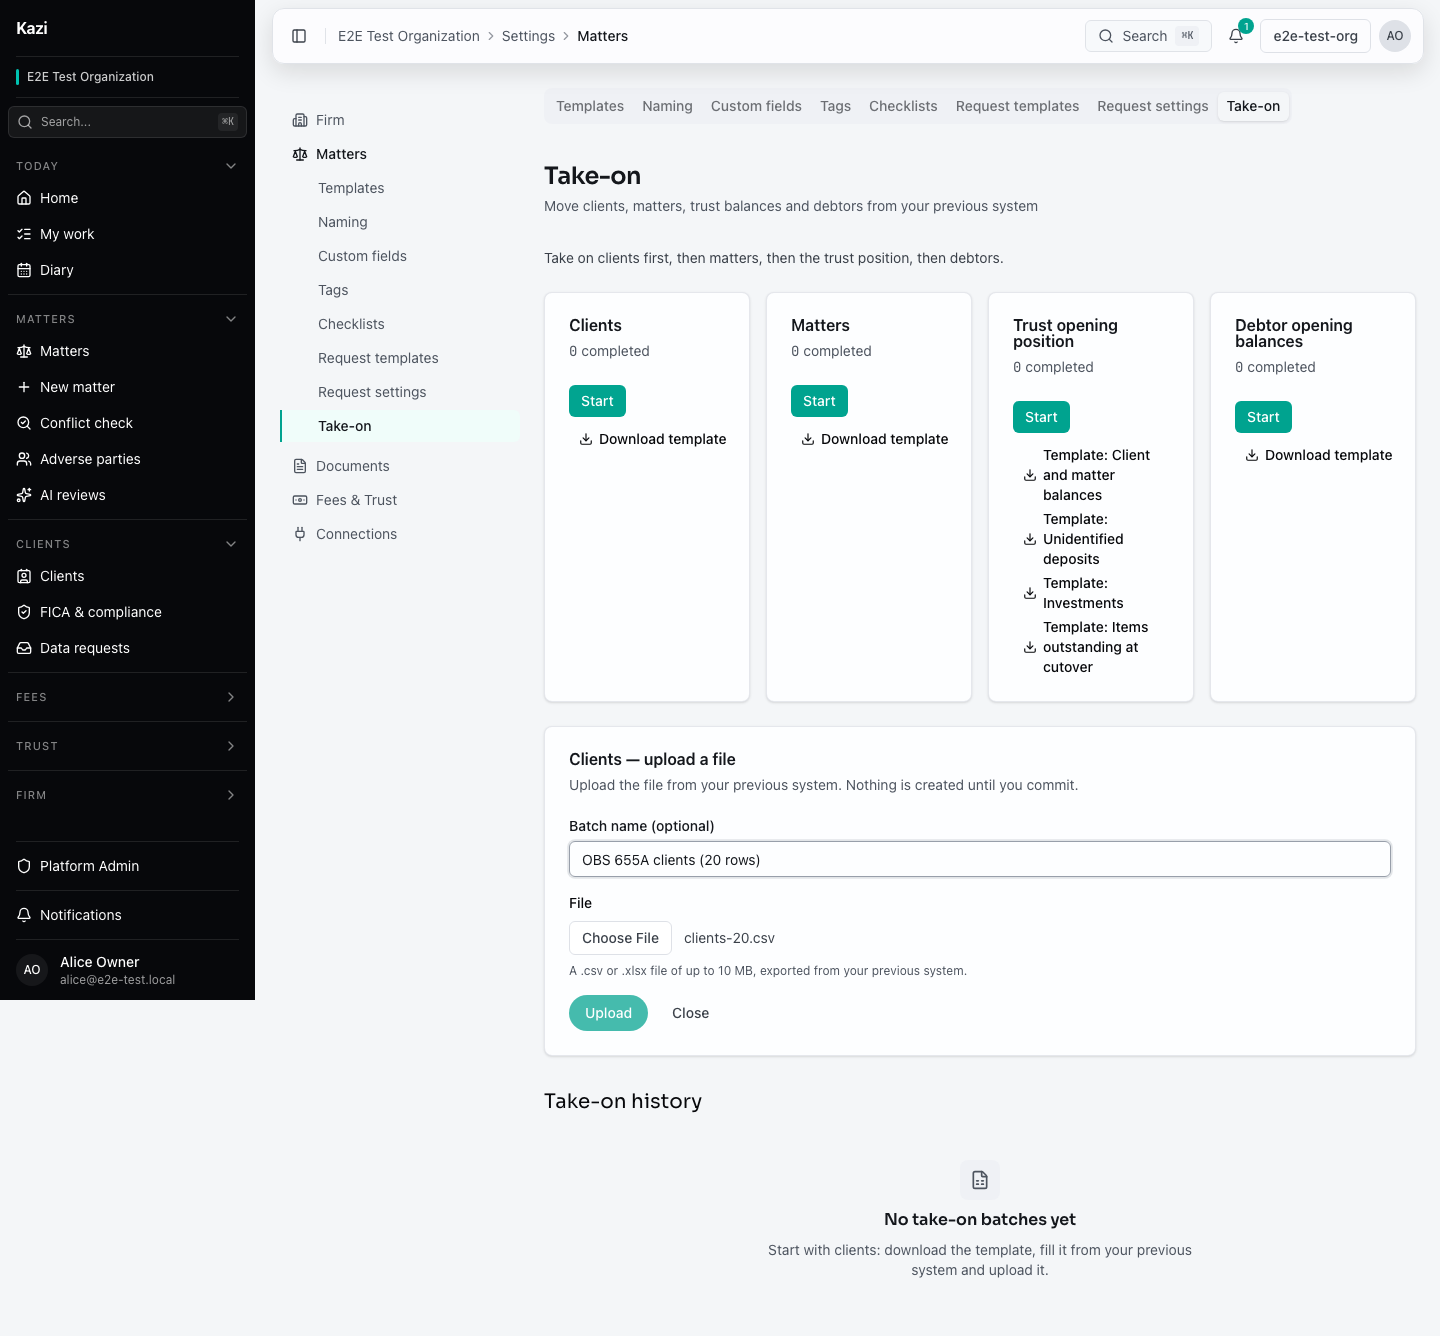 Kazi
E2E Test Organization
Search...
⌘K
TODAY
Home
My work
Diary
MATTERS
Matters
New matter
Conflict check
Adverse parties
AI reviews
CLIENTS
Clients
FICA & compliance
Data requests
FEES
TRUST
FIRM
Platform Admin
Notifications
AO
Alice Owner
alice@e2e-test.local
E2E Test Organization
Settings
Matters
Search
⌘K
1
e2e-test-org
AO
Firm
Matters
Templates
Naming
Custom fields
Tags
Checklists
Request templates
Request settings
Take-on
Documents
Fees & Trust
Connections
Templates
Naming
Custom fields
Tags
Checklists
Request templates
Request settings
Take-on
Take-on
Move clients, matters, trust balances and debtors from your previous system
Take on clients first, then matters, then the trust position, then debtors.
Clients
0 completed
Start
Download template
Matters
0 completed
Start
Download template
Trust opening
position
0 completed
Start
Template: Client
and matter
balances
Template:
Unidentified
deposits
Template:
Investments
Template: Items
outstanding at
cutover
Debtor opening
balances
0 completed
Start
Download template
Clients — upload a file
Upload the file from your previous system. Nothing is created until you commit.
Batch name (optional)
OBS 655A clients (20 rows)
File
Choose File
clients-20.csv
A .csv or .xlsx file of up to 10 MB, exported from your previous system.
Upload
Close
Take-on history
No take-on batches yet
Start with clients: download the template, fill it from your previous
system and upload it.